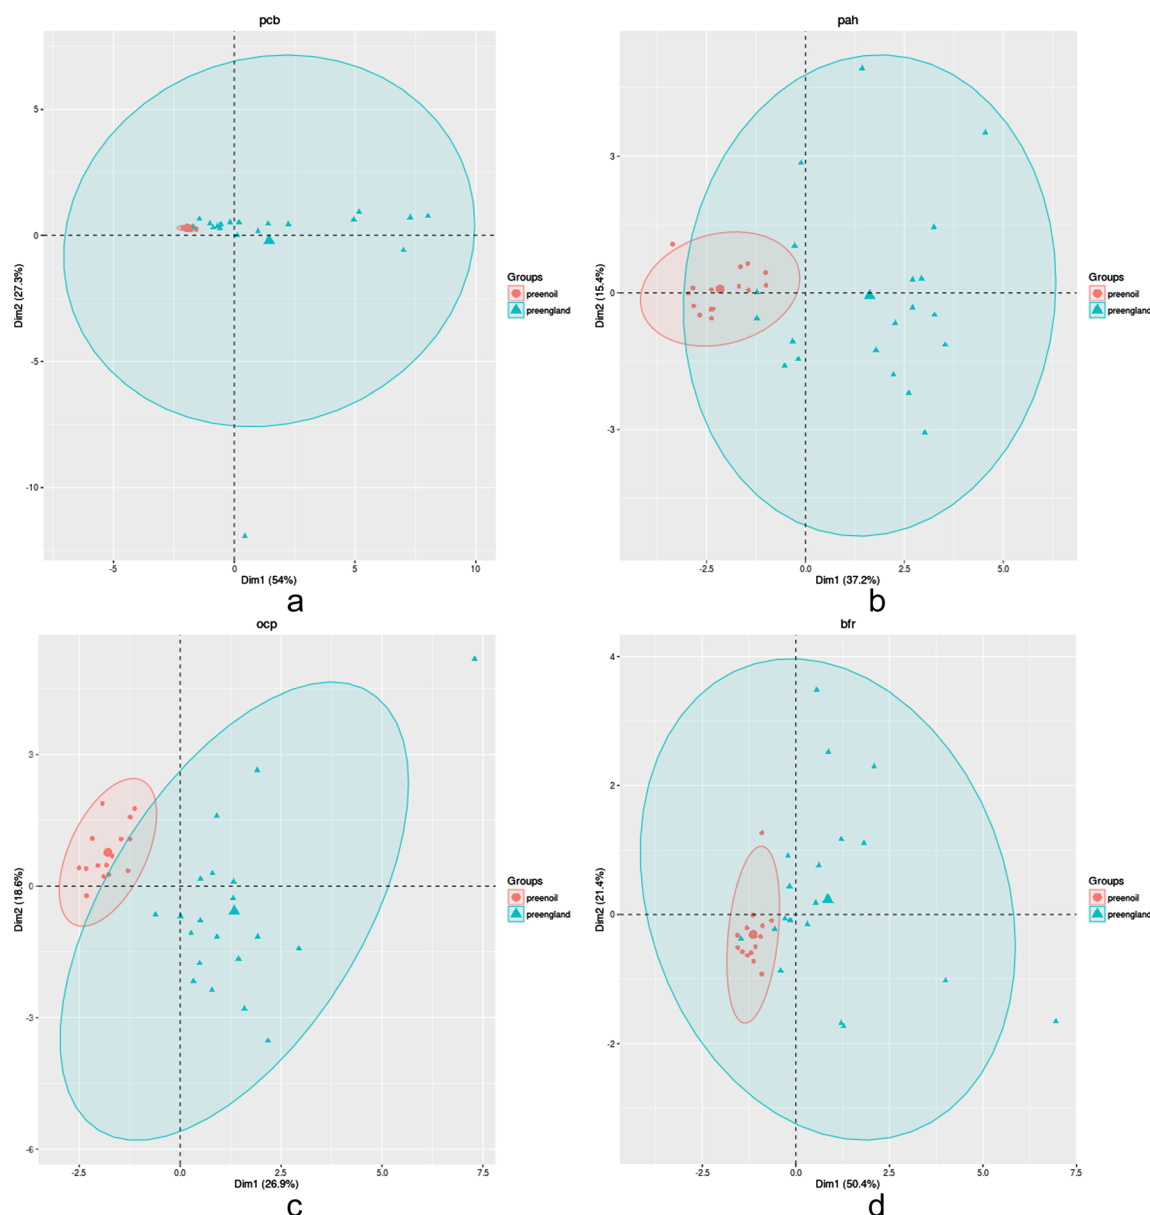 pcb
5
0
-5
-10
Dim2 (27.3%)
-5
0
5
10
Dim1 (54%)
Groups
preenoil
preengland
a
pah
3
0
-3
Dim2 (15.4%)
-2.5
0.0
2.5
5.0
Dim1 (37.2%)
Groups
preenoil
preengland
b
ocp
3
0
-3
-6
Dim2 (18.6%)
-2.5
0.0
2.5
5.0
7.5
Dim1 (26.9%)
Groups
preenoil
preengland
c
bfr
4
2
0
-2
Dim2 (21.4%)
-2.5
0.0
2.5
5.0
7.5
Dim1 (50.4%)
Groups
preenoil
preengland
d